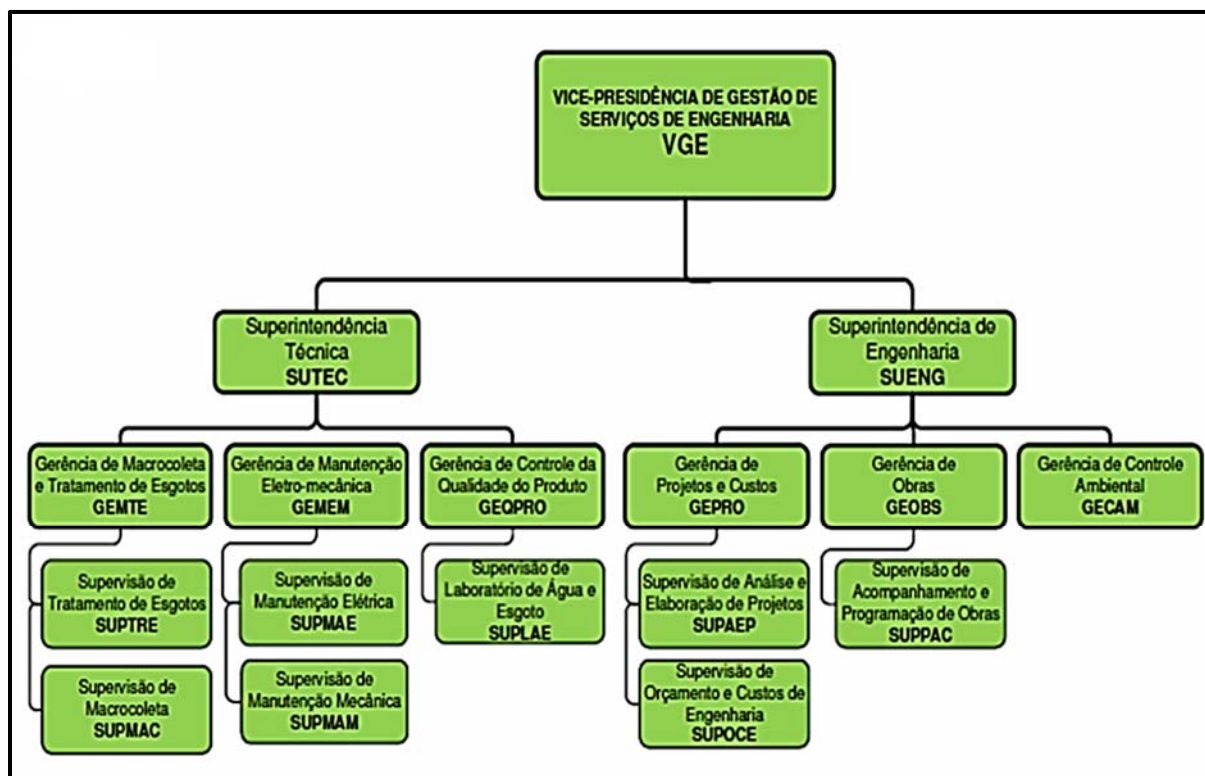 VICE-PRESIDÊNCIA DE GESTÃO DE
SERVIÇOS DE ENGENHARIA
VGE
Superintendência
Técnica
SUTEC
Superintendência de
Engenharia
SUENG
Gerência de Macrocoleta
e Tratamento de Esgotos
GEMTE
Gerência de Manutenção
Eletro-mecânica
GEMEM
Gerência de Controle da
Qualidade do Produto
GEQPRO
Gerência de
Projetos e Custos
GEPRO
Gerência de
Obras
GEOBS
Gerência de Controle
Ambiental
GECAM
Supervisão de
Tratamento de Esgotos
SUPTRE
Supervisão de
Manutenção Elétrica
SUPMAE
Supervisão de
Laboratório de Água e
Esgoto
SUPLAE
Supervisão de Análise e
Elaboração de Projetos
SUPAEP
Supervisão de
Acompanhamento e
Programação de Obras
SUPPAC
Supervisão de
Macrocoleta
SUPMAC
Supervisão de
Manutenção Mecânica
SUPMAM
Supervisão de
Orçamento e Custos de
Engenharia
SUPOCE